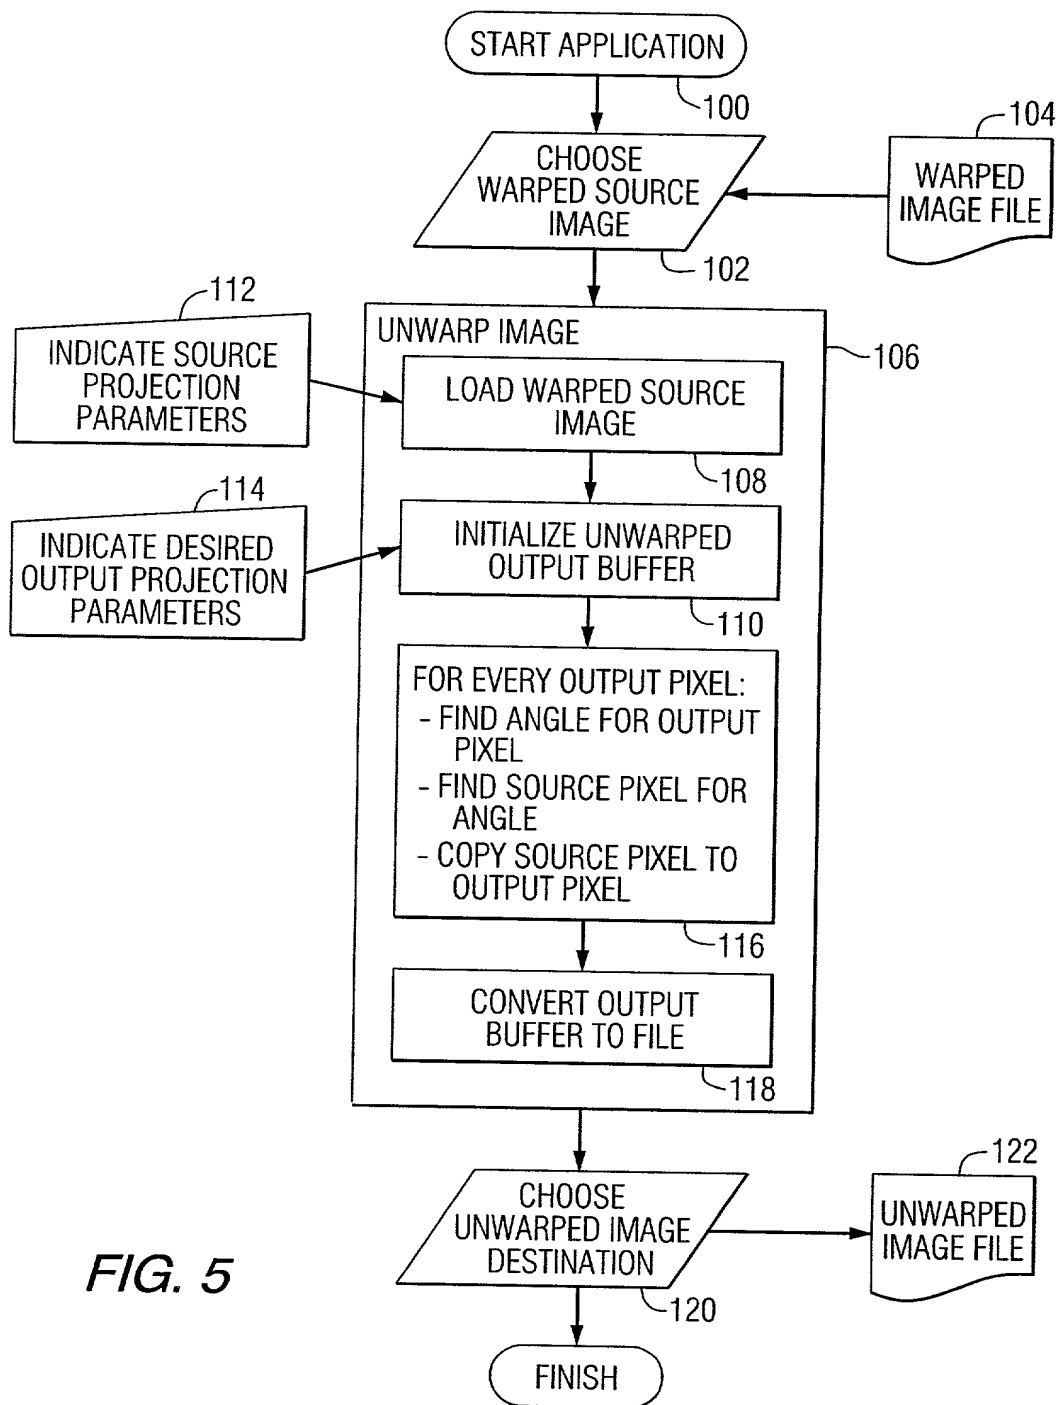 START APPLICATION
100
CHOOSE
WARPED SOURCE
IMAGE
102
104
WARPED
IMAGE FILE
112
INDICATE SOURCE
PROJECTION
PARAMETERS
UNWARP IMAGE
106
LOAD WARPED SOURCE
IMAGE
108
114
INDICATE DESIRED
OUTPUT PROJECTION
PARAMETERS
INITIALIZE UNWARPED
OUTPUT BUFFER
110
FOR EVERY OUTPUT PIXEL:
- FIND ANGLE FOR OUTPUT
PIXEL
- FIND SOURCE PIXEL FOR
ANGLE
- COPY SOURCE PIXEL TO
OUTPUT PIXEL
116
CONVERT OUTPUT
BUFFER TO FILE
118
CHOOSE
UNWARPED IMAGE
DESTINATION
120
122
UNWARPED
IMAGE FILE
FIG. 5
FINISH